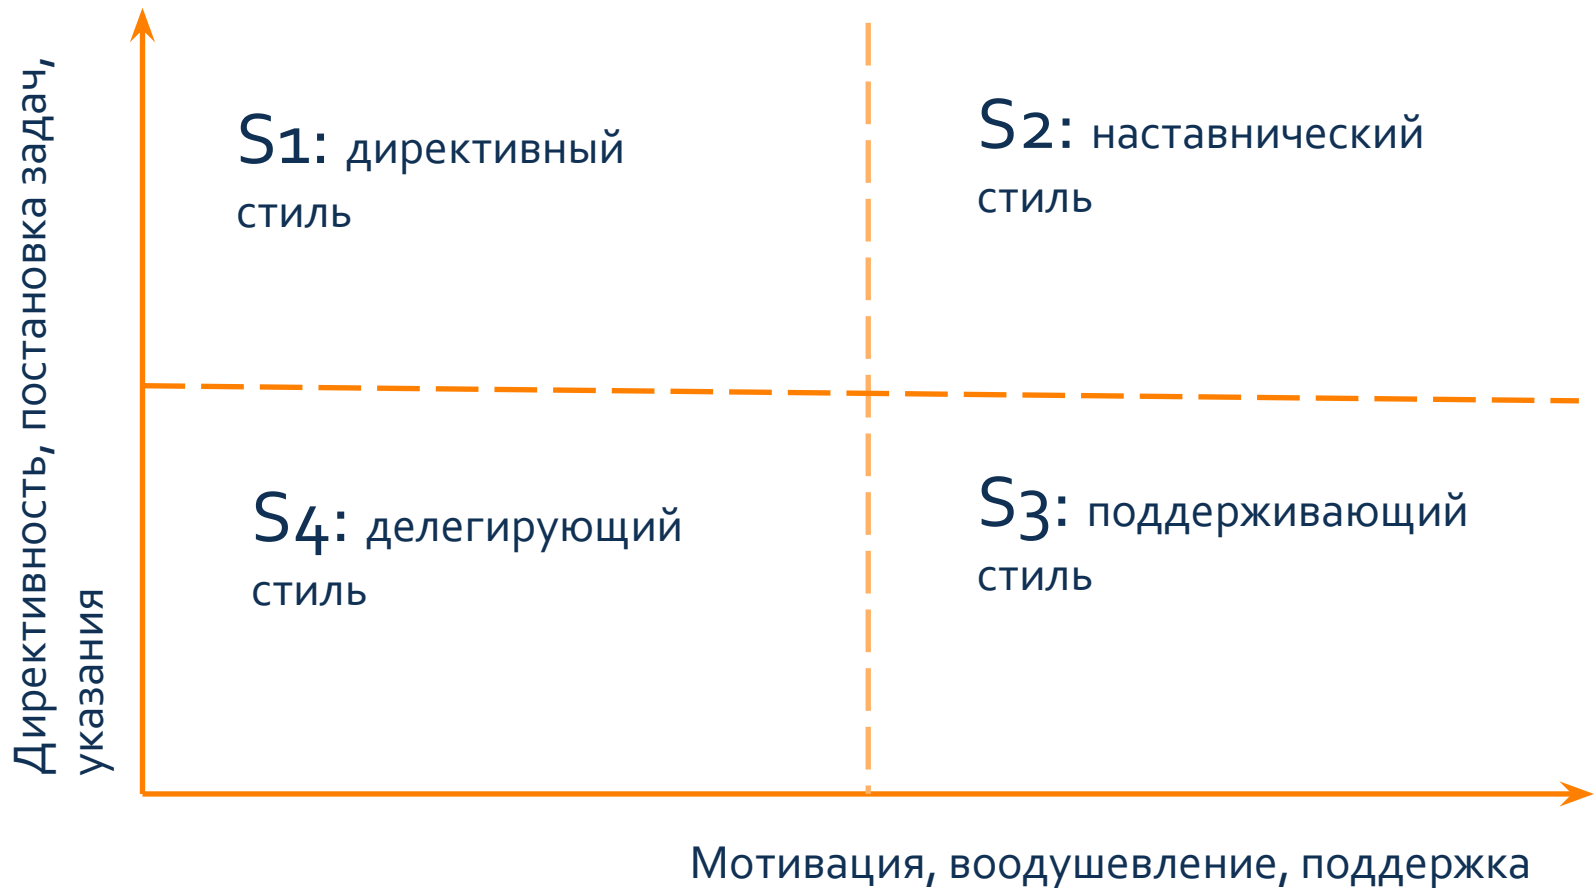 Директивность, постановка задач,
указания
S1: директивный
стиль
S2: наставнический
стиль
S4: делегирующий
стиль
S3: поддерживающий
стиль
Мотивация, воодушевление, поддержка